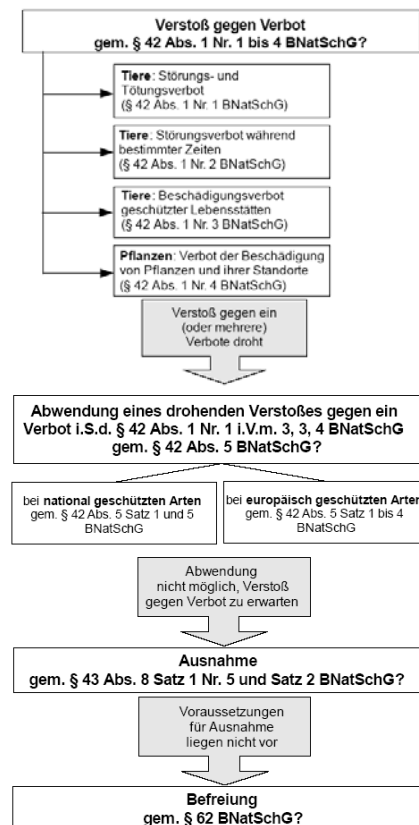 Verstoß gegen Verbot
gem. § 42 Abs. 1 Nr. 1 bis 4 BNatSchG?
Tiere: Störungs- und
Tötungsverbot
(§ 42 Abs. 1 Nr. 1 BNatSchG)
Tiere: Störungsverbot während
bestimmter Zeiten
(§ 42 Abs. 1 Nr. 2 BNatSchG)
Tiere: Beschädigungsverbot
geschützter Lebensstätten
(§ 42 Abs. 1 Nr. 3 BNatSchG)
Pflanzen: Verbot der Beschädigung
von Pflanzen und ihrer Standorte
(§ 42 Abs. 1 Nr. 4 BNatSchG)
Verstoß gegen ein
(oder mehrere)
Verbote droht
Abwendung eines drohenden Verstoßes gegen ein
Verbot i.S.d. § 42 Abs. 1 Nr. 1 i.V.m. 3, 3, 4 BNatSchG
gem. § 42 Abs. 5 BNatSchG?
bei national geschützten Arten
gem. § 42 Abs. 5 Satz 1 und 5
BNatSchG
bei europäisch geschützten Arten
gem. § 42 Abs. 5 Satz 1 bis 4
BNatSchG
Abwendung
nicht möglich, Verstoß
gegen Verbot zu erwarten
Ausnahme
gem. § 43 Abs. 8 Satz 1 Nr. 5 und Satz 2 BNatSchG?
Voraussetzungen
für Ausnahme
liegen nicht vor
Befreiung
gem. § 62 BNatSchG?